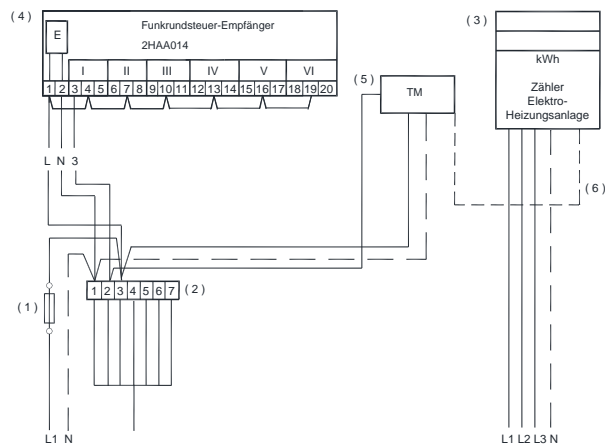 ( 4 )
Funkrundsteuer-Empfänger
2HAA014
E
I II III IV V VI
1 2 3 4 5 6 7 8 9 10 11 12 13 14 15 16 17 18 19 20
( 3 )
kWh
Zähler
Elektro-
Heizungsanlage
( 5 )
TM
L N 3
( 6 )
( 1 )
1 2 3 4 5 6 7
( 2 )
L1 N
L1 L2 L3 N